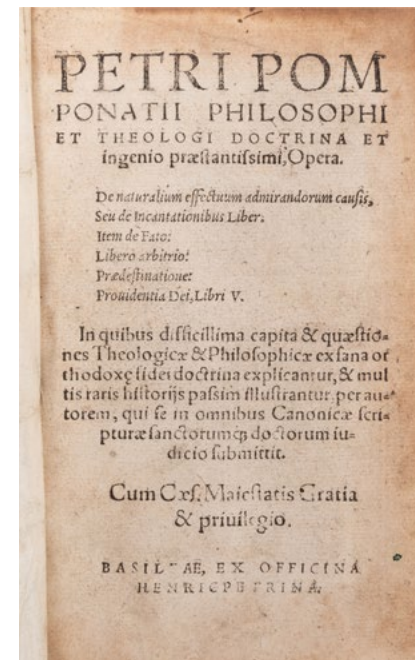 PETRI POM
PONATII PHILOSOPHI
ET THEOLOGI DOCTRINA ET
ingenio præstantissimi, Opera.
De naturalium effectuum admirandorum causis,
Seu de Incantationibus Liber.
Item de Fato:
Libero arbitrio:
Prædestinatione:
Prouidentia Dei, Libri V.
In quibus difficillima capita & quæstio=
nes Theologicæ & Philosophicæ ex sana or
thodoxę fidei doctrina explicantur, & mul
tis raris historijs passim illustrantur per au=
torem, qui se in omnibus Canonicæ scri=
pturæ sanctorumq; doctorum iu=
dicio submittit.
Cum Cæs. Maiestatis Gratia
& priuilegio.
BASILEAE, EX OFFICINA
HENRICPETRINA.